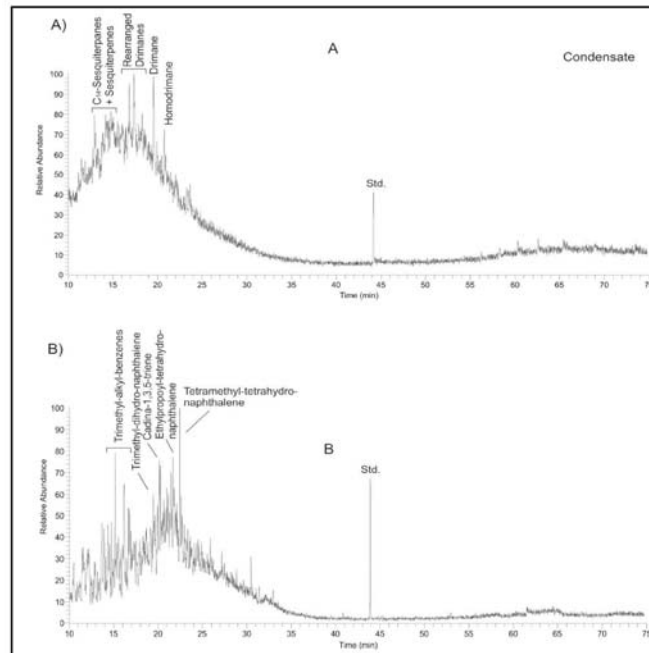 A)
A
Condensate
C₁₄-Sesquiterpanes
+ Sesquiterpenes
Rearranged
Drimanes
Drimane
Homodrimane
Std.
Relative Abundance
100
90
80
70
60
50
40
30
20
10
0
10 15 20 25 30 35 40 45 50 55 60 65 70 75
Time (min)
B)
B
Trimethyl-alkyl-benzenes
Trimethyl-dihydro-naphthalene
Cadina-1,3,5-triene
Ethylpropoyl-tetrahydro-
naphthalene
Tetramethyl-tetrahydro-
naphthalene
Std.
Relative Abundance
100
90
80
70
60
50
40
30
20
10
0
10 15 20 25 30 35 40 45 50 55 60 65 70 75
Time (min)